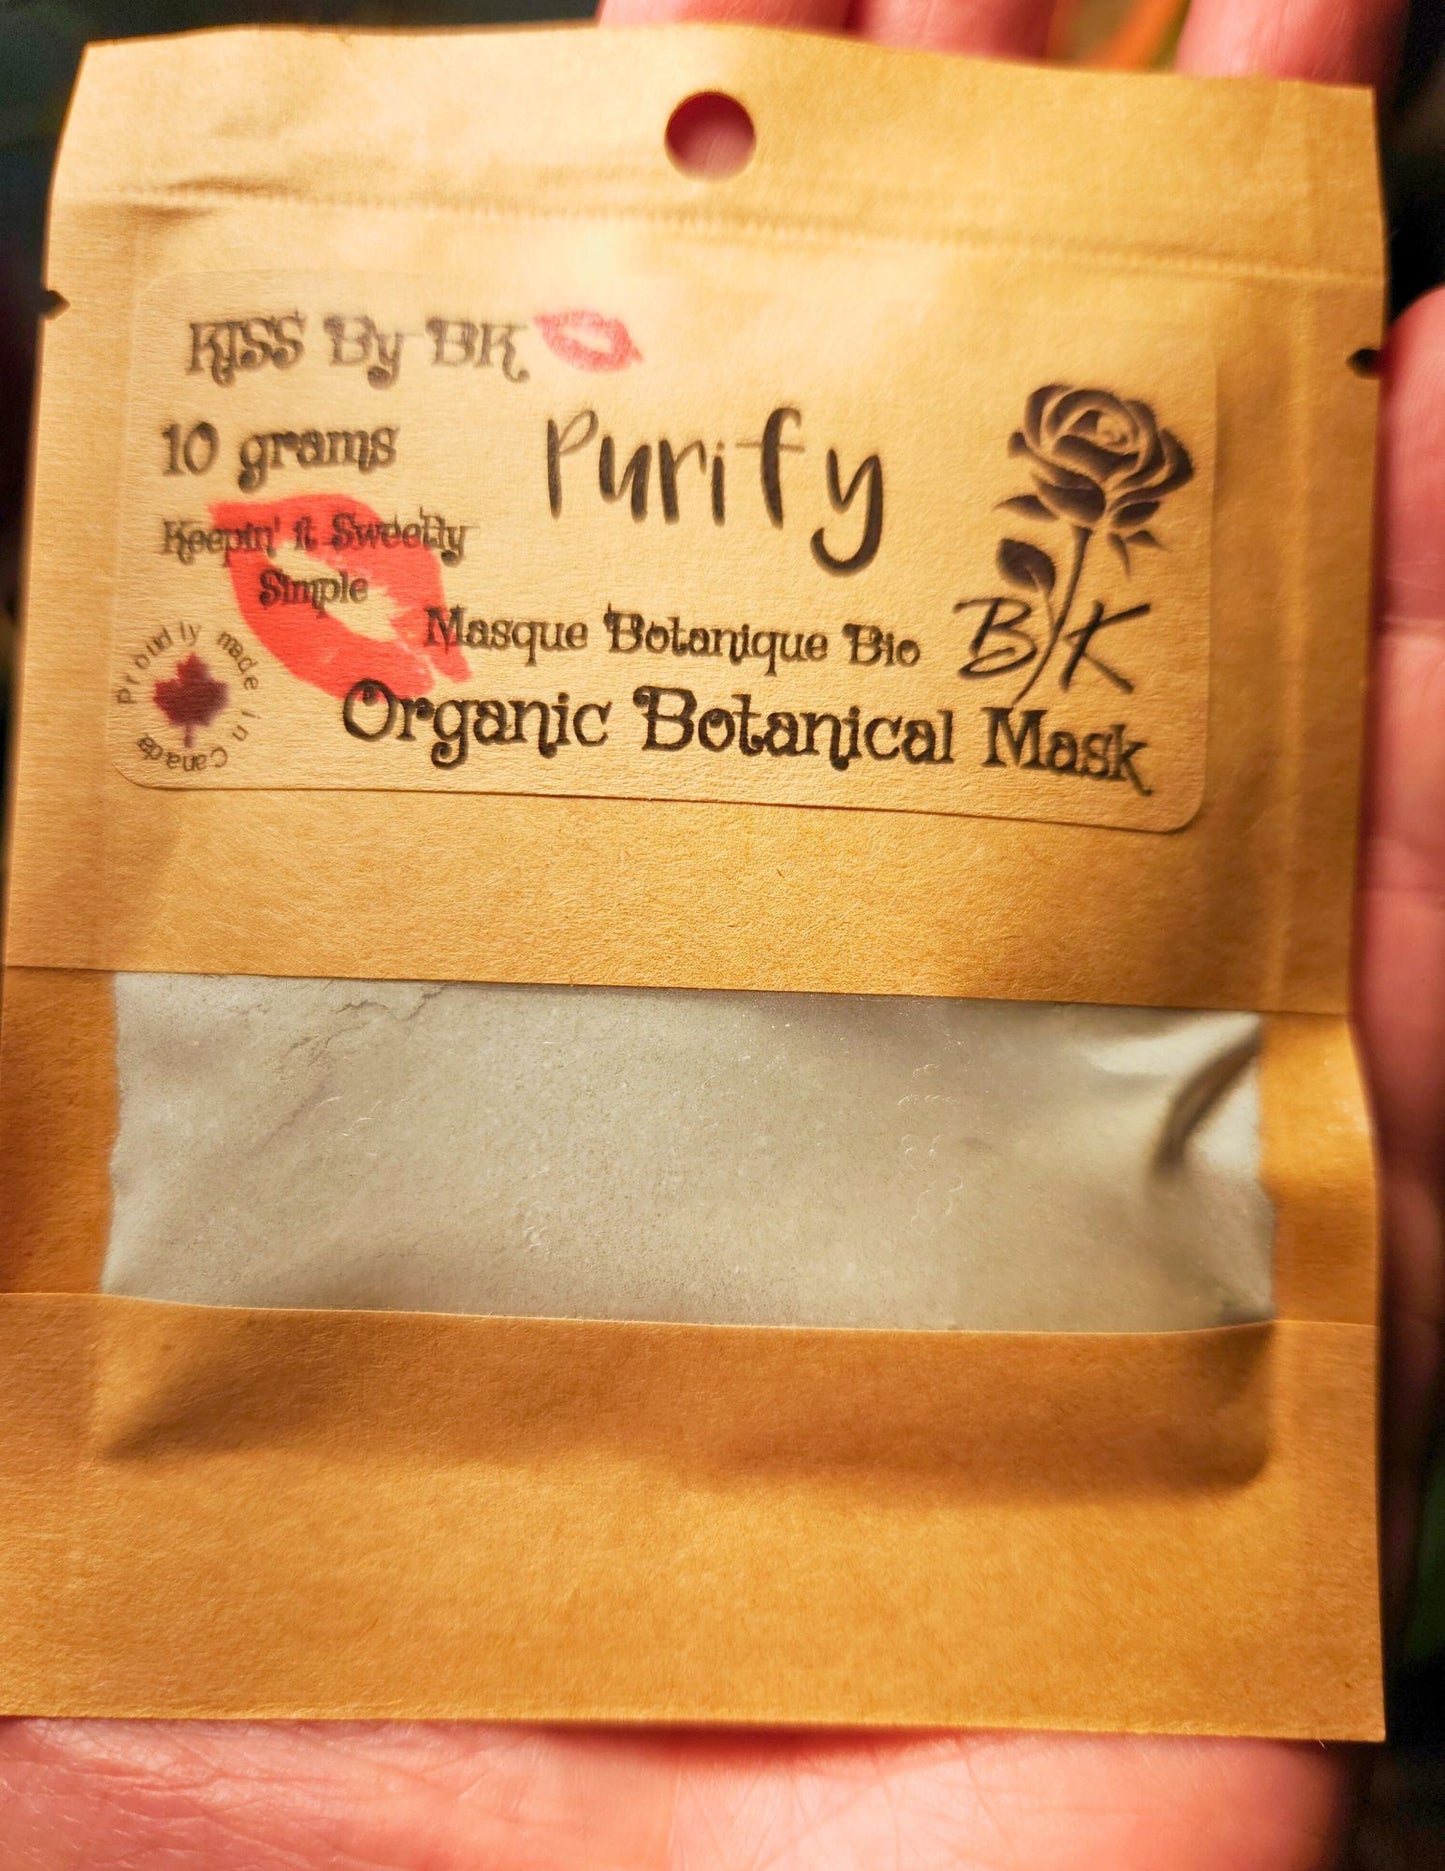 KISS By BK
10 grams
Purify
Keepin' it Sweetly
Simple
Proudly made in Canada
Masque Botanique Bio
BK
Organic Botanical Mask